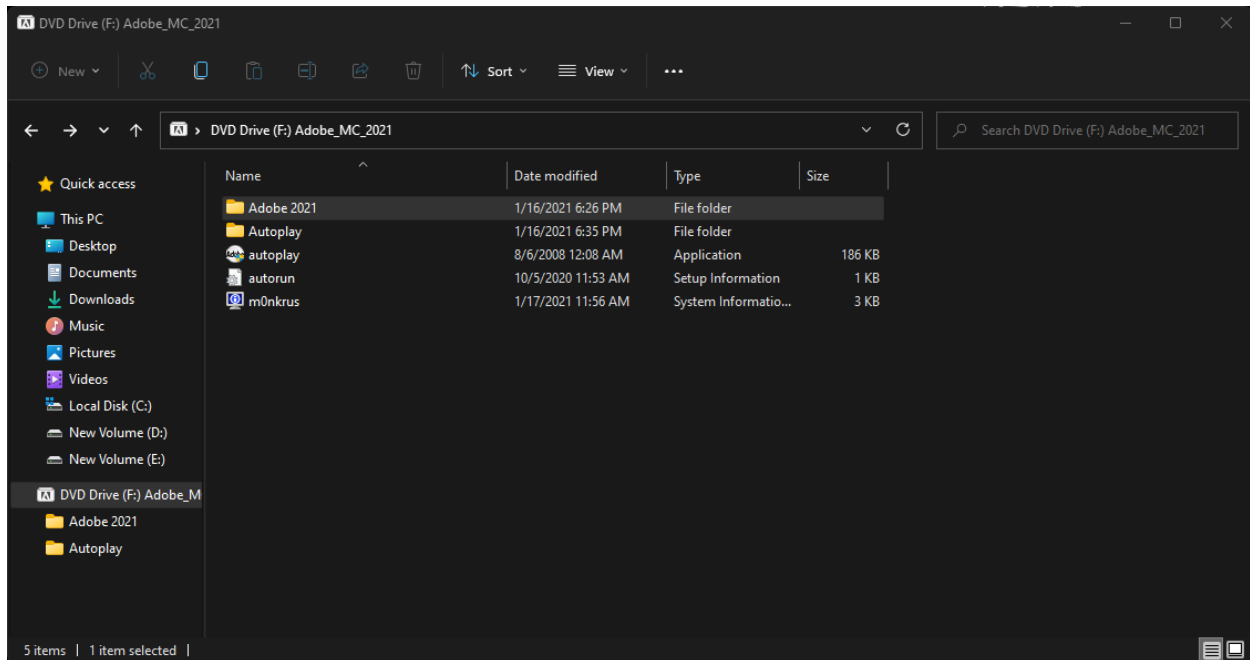 DVD Drive (F:) Adobe_MC_2021
New Sort View
DVD Drive (F:) Adobe_MC_2021 Search DVD Drive (F:) Adobe_MC_2021
Quick access
This PC
Desktop
Documents
Downloads
Music
Pictures
Videos
Local Disk (C:)
New Volume (D:)
New Volume (E:)
DVD Drive (F:) Adobe_M
Adobe 2021
Autoplay
Name Date modified Type Size
Adobe 2021 1/16/2021 6:26 PM File folder
Autoplay 1/16/2021 6:35 PM File folder
autoplay 8/6/2008 12:08 AM Application 186 KB
autorun 10/5/2020 11:53 AM Setup Information 1 KB
m0nkrus 1/17/2021 11:56 AM System Informatio... 3 KB
5 items | 1 item selected |